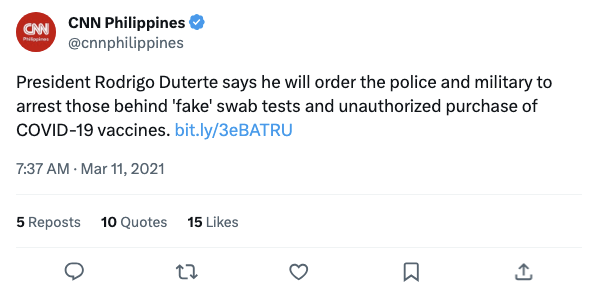 CNN
Philippines
CNN Philippines
@cnnphilippines
President Rodrigo Duterte says he will order the police and military to
arrest those behind 'fake' swab tests and unauthorized purchase of
COVID-19 vaccines. bit.ly/3eBATRU
7:37 AM · Mar 11, 2021
5 Reposts 10 Quotes 15 Likes